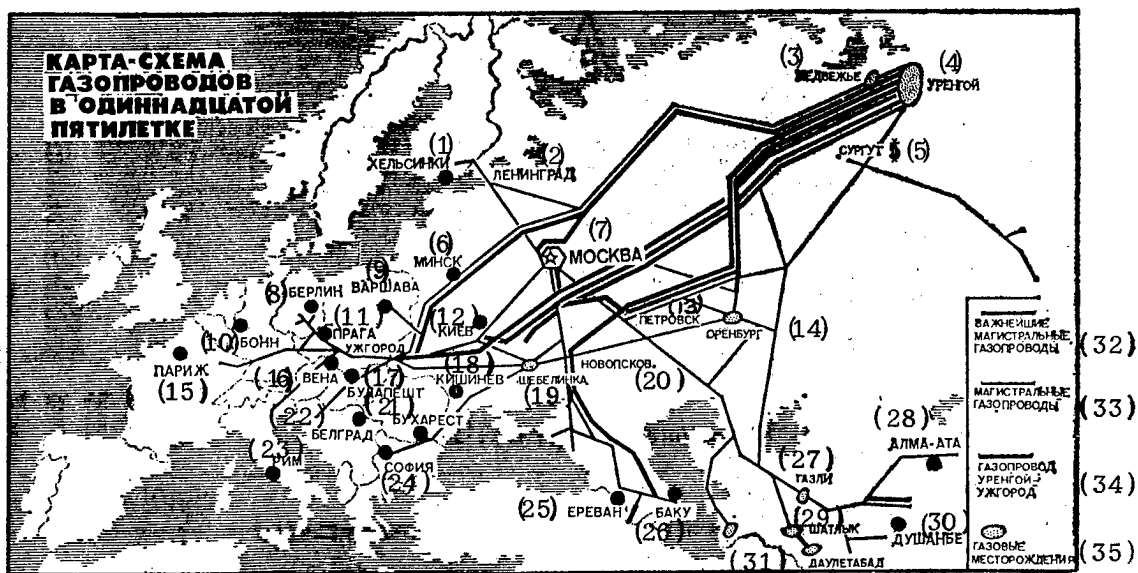 КАРТА-СХЕМА
ГАЗОПРОВОДОВ
В ОДИННАДЦАТОЙ
ПЯТИЛЕТКЕ
(1)
ХЕЛЬСИНКИ
(2)
ЛЕНИНГРАД
(3)
МЕДВЕЖЬЕ
(4)
УРЕНГОЙ
СУРГУТ
(5)
(6)
МИНСК
(7)
МОСКВА
(8)
БЕРЛИН
(9)
ВАРШАВА
(10)
БОНН
(11)
ПРАГА
УЖГОРОД
(12)
КИЕВ
(13)
ПЕТРОВСК
ОРЕНБУРГ
(14)
ПАРИЖ
(15)
(16)
ВЕНА
(17)
БУДАПЕШТ
(18)
КИШИНЕВ
ШЕБЕЛИНКА
(19)
НОВОПСКОВ.
(20)
БЕЛГРАД
БУХАРЕСТ
(22)
(23)
РИМ
СОФИЯ
(24)
(25)
ЕРЕВАН
БАКУ
(26)
(27)
ГАЗЛИ
(28)
АЛМА-АТА
(29)
ШАТЛЫК
(30)
ДУШАНБЕ
(31)
ДАУЛЕТАБАД
ВАЖНЕЙШИЕ
МАГИСТРАЛЬНЫЕ
ГАЗОПРОВОДЫ
(32)
МАГИСТРАЛЬНЫЕ
ГАЗОПРОВОДЫ
(33)
ГАЗОПРОВОД
УРЕНГОЙ-
УЖГОРОД
(34)
ГАЗОВЫЕ
МЕСТОРОЖДЕНИЯ
(35)